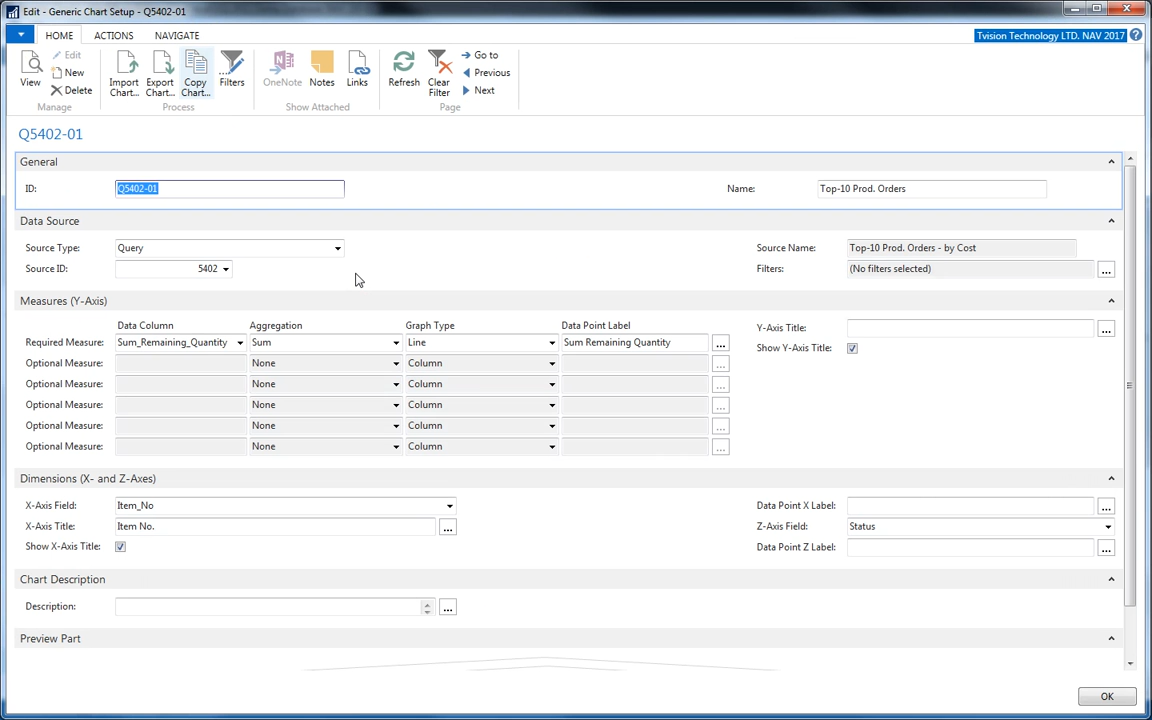 Edit - Generic Chart Setup - Q5402-01
HOME ACTIONS NAVIGATE
Tvision Technology LTD. NAV 2017
View
Edit
New
Delete
Manage
Import Chart...
Export Chart...
Copy Chart...
Filters
Process
OneNote
Notes
Links
Show Attached
Refresh
Clear Filter
Go to
Previous
Next
Page
Q5402-01
General
ID: Q5402-01 Name: Top-10 Prod. Orders
Data Source
Source Type: Query Source Name: Top-10 Prod. Orders - by Cost
Source ID: 5402 Filters: (No filters selected) ...
Measures (Y-Axis)
Data Column Aggregation Graph Type Data Point Label Y-Axis Title: ...
Required Measure: Sum_Remaining_Quantity Sum Line Sum Remaining Quantity ... Show Y-Axis Title:
Optional Measure: None Column ...
Optional Measure: None Column ...
Optional Measure: None Column ...
Optional Measure: None Column ...
Optional Measure: None Column ...
Dimensions (X- and Z-Axes)
X-Axis Field: Item_No Data Point X Label: ...
X-Axis Title: Item No. ... Z-Axis Field: Status
Show X-Axis Title: Data Point Z Label: ...
Chart Description
Description: ...
Preview Part
OK